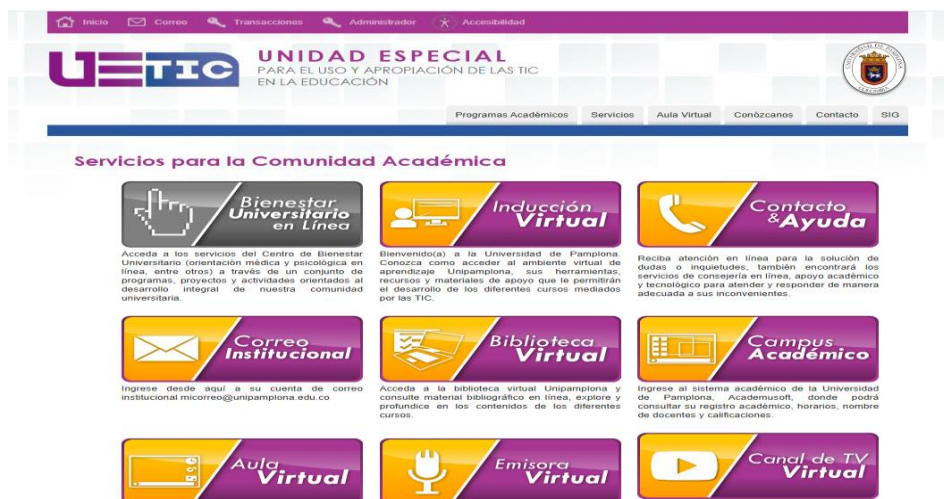 Inicio Correo Transacciones Administrador Accesibilidad
UETIC
UNIDAD ESPECIAL
PARA EL USO Y APROPIACIÓN DE LAS TIC
EN LA EDUCACIÓN
Programas Académicos Servicios Aula Virtual Conózcanos Contacto SIG
Servicios para la Comunidad Académica
Bienestar
Universitario
en Línea
Acceda a los servicios del Centro de Bienestar
Universitario (orientación médica y psicológica en
línea, entre otros) a través de un conjunto de
programas, proyectos y actividades orientados al
desarrollo integral de nuestra comunidad
universitaria.
Inducción
Virtual
Bienvenido(a) a la Universidad de Pamplona.
Conozca como acceder al ambiente virtual de
aprendizaje Unipamplona, sus herramientas,
recursos y materiales de apoyo que le permitirán
el desarrollo de los diferentes cursos mediados
por las TIC.
Contacto
&Ayuda
Reciba atención en línea para la solución de
dudas o inquietudes, también encontrará los
servicios de consejería en línea, apoyo académico
y tecnológico para atender y responder de manera
adecuada a sus inconvenientes.
Correo
Institucional
Ingrese desde aquí a su cuenta de correo
institucional micorreo@unipamplona.edu.co
Biblioteca
Virtual
Acceda a la biblioteca virtual Unipamplona y
consulte material bibliográfico en línea, explore y
profundice en los contenidos de los diferentes
cursos.
Campus
Académico
Ingrese al sistema académico de la Universidad
de Pamplona, Academusoft, donde podrá
consultar su registro académico, horarios, nombre
de docentes y calificaciones.
Aula
Virtual
Emisora
Virtual
Canal de TV
Virtual